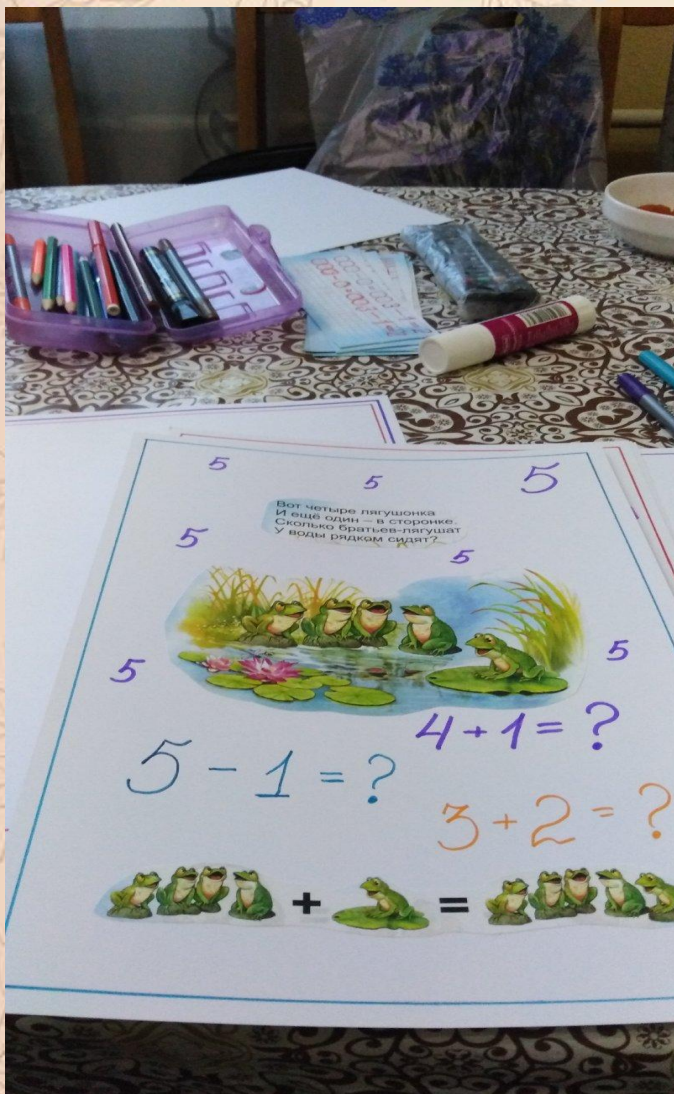 5
5
5
Вот четыре лягушонка
И ещё один – в сторонке.
Сколько братьев-лягушат
У воды рядком сидят?
5
5
5
5
4+1=?
5-1=?
3+2=?
+ =